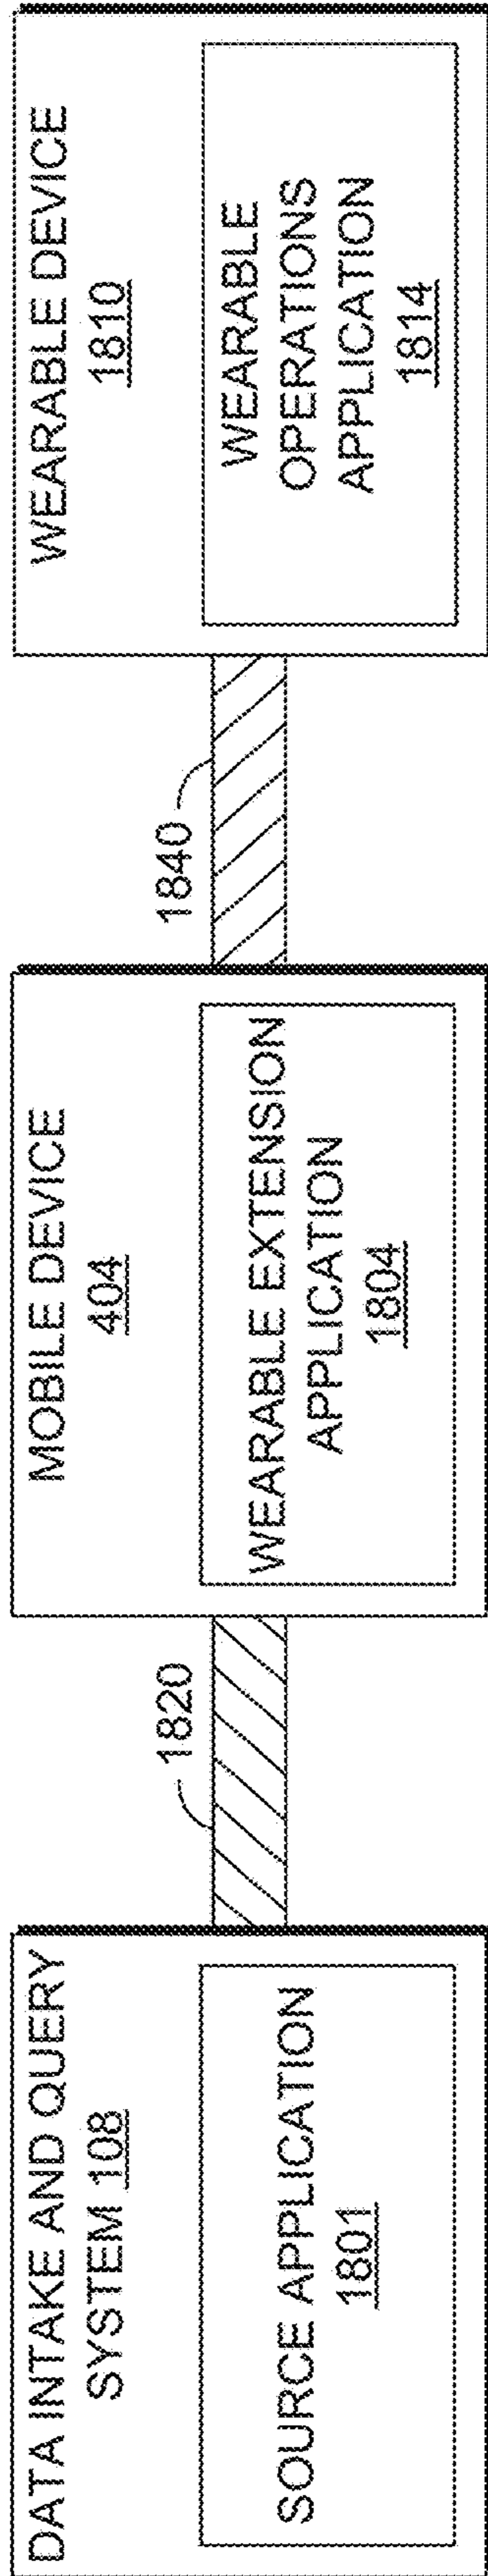 DATA INTAKE AND QUERY
SYSTEM 108
SOURCE APPLICATION
1801
1820
MOBILE DEVICE
404
WEARABLE EXTENSION
APPLICATION
1804
1840
WEARABLE DEVICE
1810
WEARABLE
OPERATIONS
APPLICATION
1814